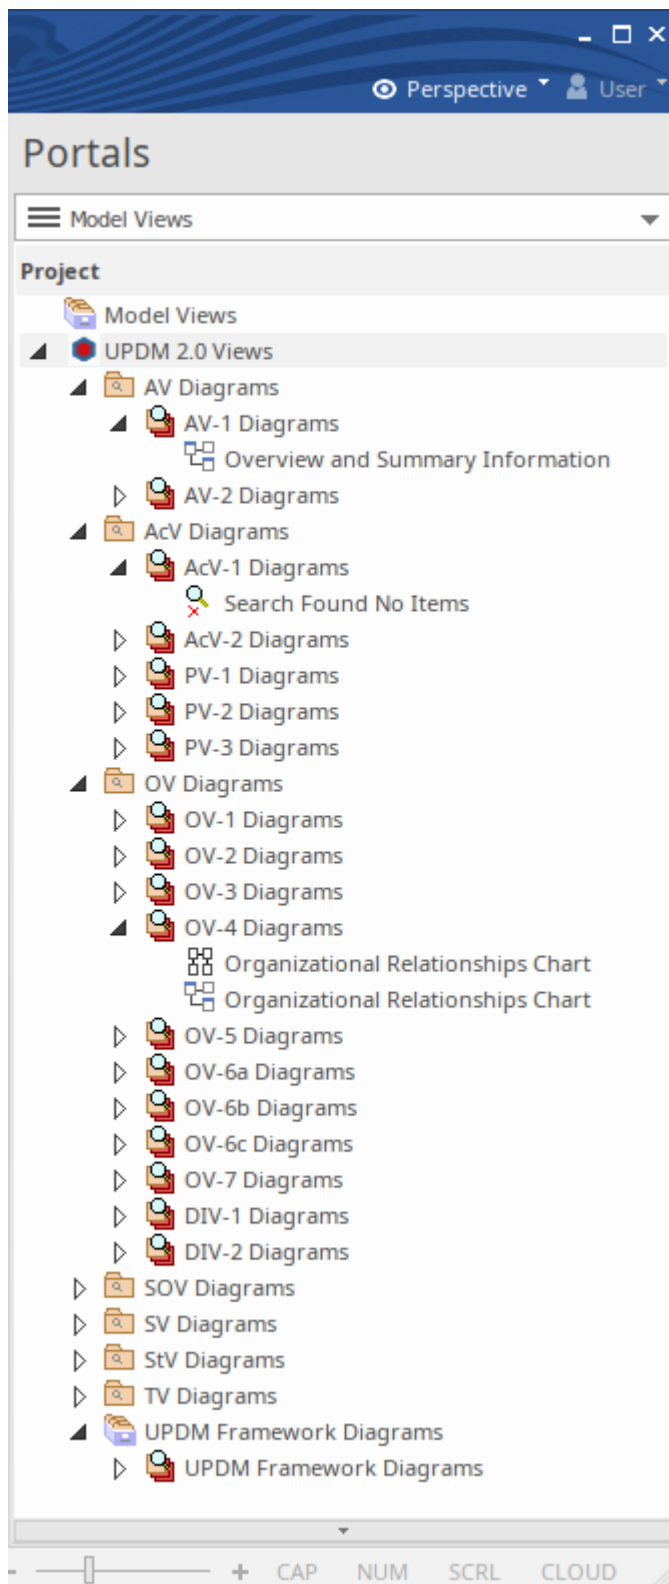 Perspective User
Portals
Model Views
Project
Model Views
UPDM 2.0 Views
AV Diagrams
AV-1 Diagrams
Overview and Summary Information
AV-2 Diagrams
AcV Diagrams
AcV-1 Diagrams
Search Found No Items
AcV-2 Diagrams
PV-1 Diagrams
PV-2 Diagrams
PV-3 Diagrams
OV Diagrams
OV-1 Diagrams
OV-2 Diagrams
OV-3 Diagrams
OV-4 Diagrams
Organizational Relationships Chart
Organizational Relationships Chart
OV-5 Diagrams
OV-6a Diagrams
OV-6b Diagrams
OV-6c Diagrams
OV-7 Diagrams
DIV-1 Diagrams
DIV-2 Diagrams
SOV Diagrams
SV Diagrams
StV Diagrams
TV Diagrams
UPDM Framework Diagrams
UPDM Framework Diagrams
CAP NUM SCRL CLOUD